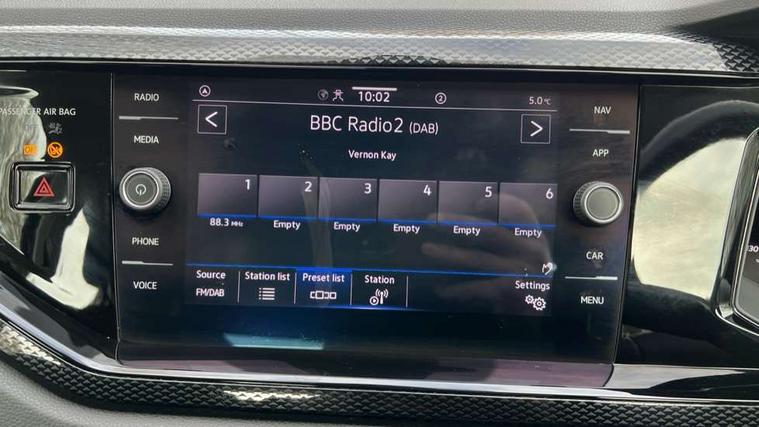 PASSENGER AIR BAG
OFF
RADIO
MEDIA
PHONE
VOICE
10:02
2
5.0°C
BBC Radio2 (DAB)
Vernon Kay
1 2 3 4 5 6
88.3 MHz Empty Empty Empty Empty Empty
Source Station list Preset list Station Settings
FM/DAB
NAV
APP
CAR
MENU